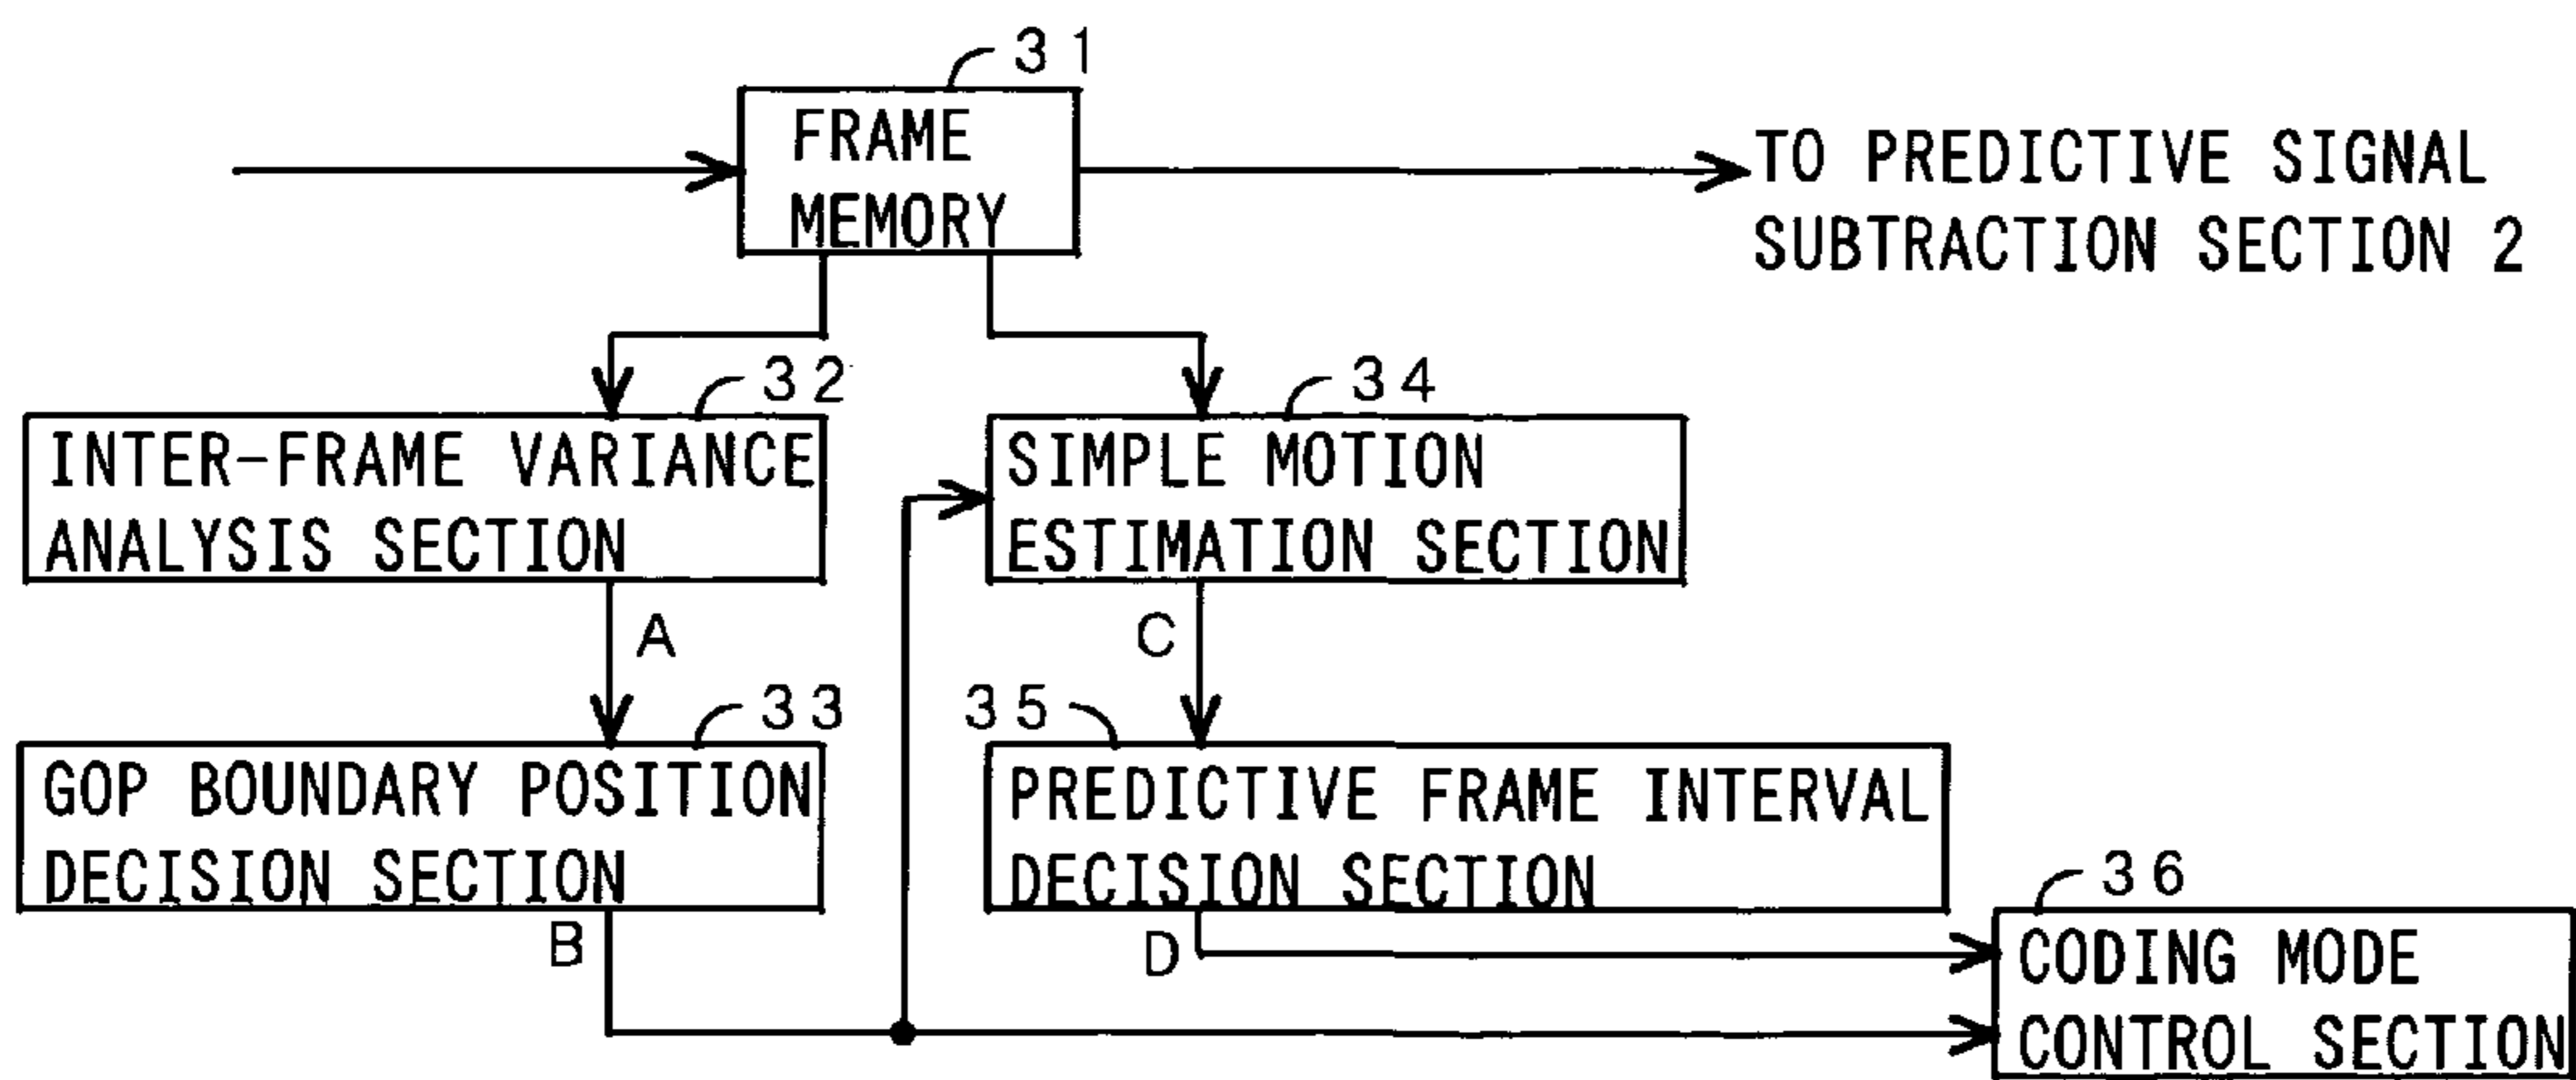 31
FRAME
MEMORY
TO PREDICTIVE SIGNAL
SUBTRACTION SECTION 2
32
INTER-FRAME VARIANCE
ANALYSIS SECTION
34
SIMPLE MOTION
ESTIMATION SECTION
A
C
33
GOP BOUNDARY POSITION
DECISION SECTION
35
PREDICTIVE FRAME INTERVAL
DECISION SECTION
B
D
36
CODING MODE
CONTROL SECTION